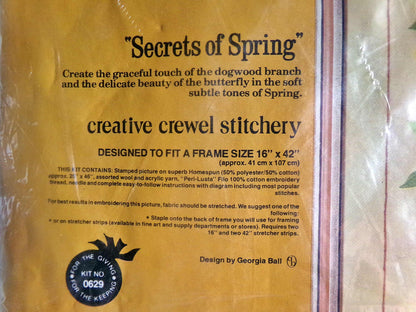 "Secrets of Spring"
Create the graceful touch of the dogwood branch
and the delicate beauty of the butterfly in the soft
subtle tones of Spring.
creative crewel stitchery
DESIGNED TO FIT A FRAME SIZE 16" x 42"
(approx. 41 cm x 107 cm)
THIS KIT CONTAINS: Stamped picture on superb Homespun (50% polyester/50% cotton)
approx. 20" x 46", assorted wool and acrylic yarn, "Peri-Lusta" Filo 100% cotton embroidery
thread, needle and complete easy-to-follow instructions with diagram including most popular
stitches.
For best results in embroidering this picture, fabric should be stretched. We suggest one of the
following:
• Staple onto the back of frame you will use for framing
• or on stretcher strips (available in fine art and supply departments or stores). Requires two
16" and two 42" stretcher strips.
Design by Georgia Ball
FOR THE GIVING
KIT NO
0629
FOR THE KEEPING